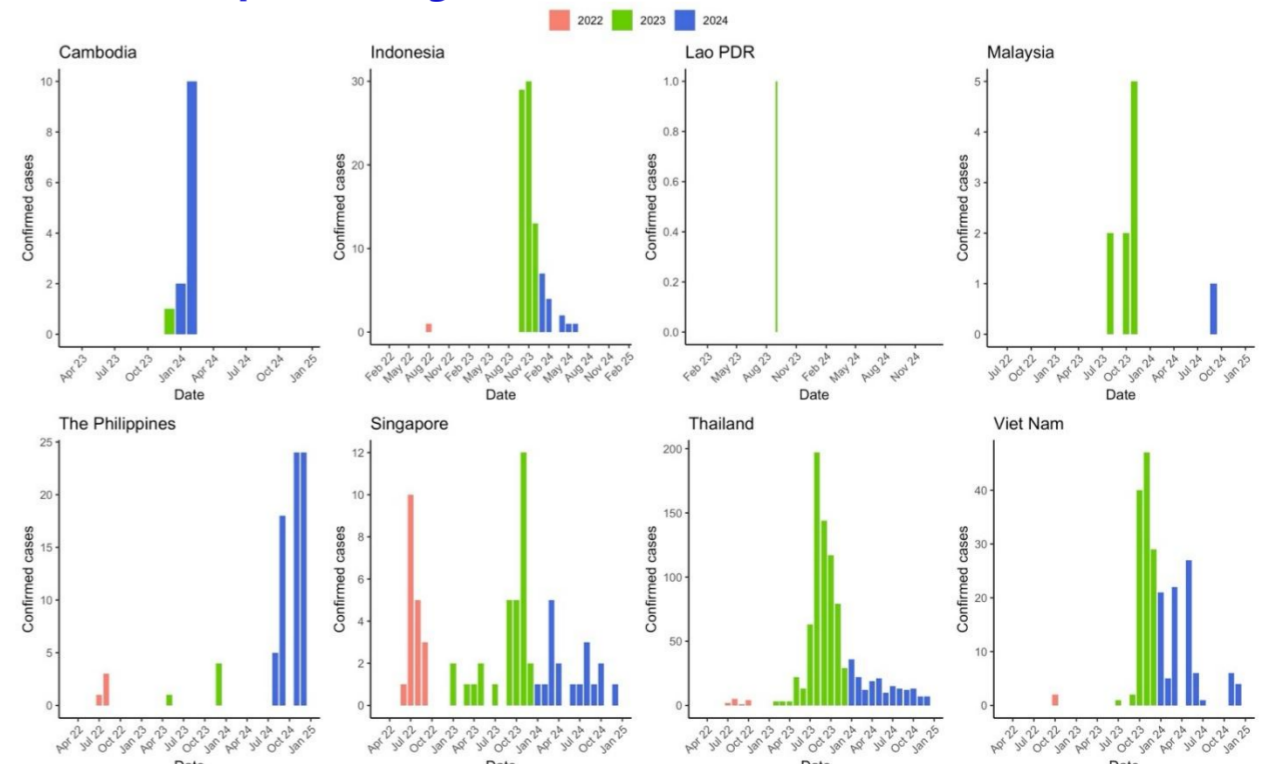 2022 2023 2024
Cambodia
Confirmed cases
10
8
6
4
2
0
Apr 23 Jul 23 Oct 23 Jan 24 Apr 24 Jul 24 Oct 24 Jan 25
Date
Indonesia
Confirmed cases
30
20
10
0
Feb 22 May 22 Aug 22 Nov 22 Feb 23 May 23 Aug 23 Nov 23 Feb 24 May 24 Aug 24 Nov 24 Feb 25
Date
Lao PDR
Confirmed cases
1.0
0.8
0.6
0.4
0.2
0.0
Feb 23 May 23 Aug 23 Nov 23 Feb 24 May 24 Aug 24 Nov 24
Date
Malaysia
Confirmed cases
5
4
3
2
1
0
Jul 22 Oct 22 Jan 23 Apr 23 Jul 23 Oct 23 Jan 24 Apr 24 Jul 24 Oct 24 Jan 25
Date
The Philippines
Confirmed cases
25
20
15
10
5
0
Apr 22 Jul 22 Oct 22 Jan 23 Apr 23 Jul 23 Oct 23 Jan 24 Apr 24 Jul 24 Oct 24 Jan 25
Singapore
Confirmed cases
12
10
8
6
4
2
0
Apr 22 Jul 22 Oct 22 Jan 23 Apr 23 Jul 23 Oct 23 Jan 24 Apr 24 Jul 24 Oct 24 Jan 25
Thailand
Confirmed cases
200
150
100
50
0
Apr 22 Jul 22 Oct 22 Jan 23 Apr 23 Jul 23 Oct 23 Jan 24 Apr 24 Jul 24 Oct 24 Jan 25
Viet Nam
Confirmed cases
40
30
20
10
0
Apr 22 Jul 22 Oct 22 Jan 23 Apr 23 Jul 23 Oct 23 Jan 24 Apr 24 Jul 24 Oct 24 Jan 25